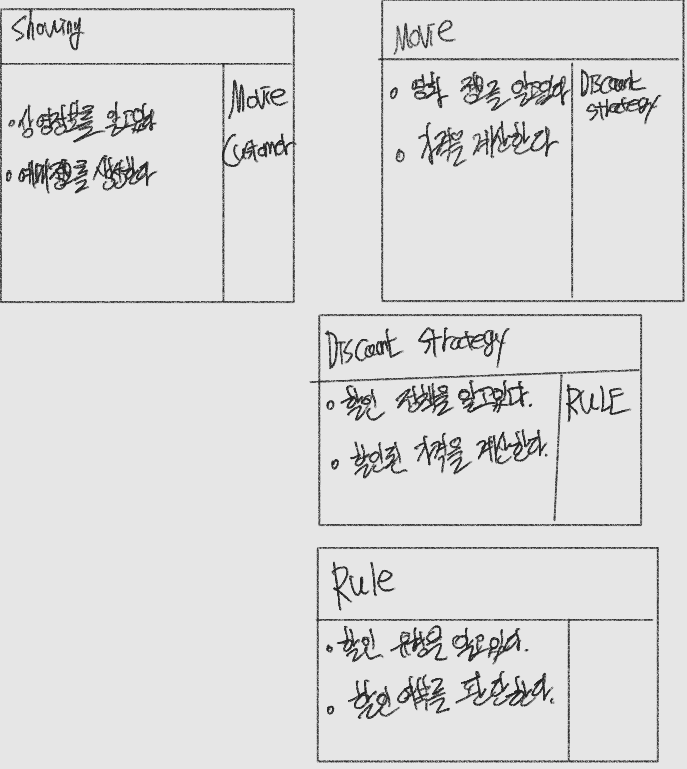 Showing
• 상영정보를 알고있다
• 예매정보를 생성한다
Movie
Customer
Movie
• 영화 정보를 알고있다
• 가격을 계산한다
Discount
strategy
Discount strategy
• 할인 정책을 알고있다.
• 할인된 가격을 계산한다.
RULE
Rule
• 할인 유형을 알고있다.
• 할인 여부를 판단한다.